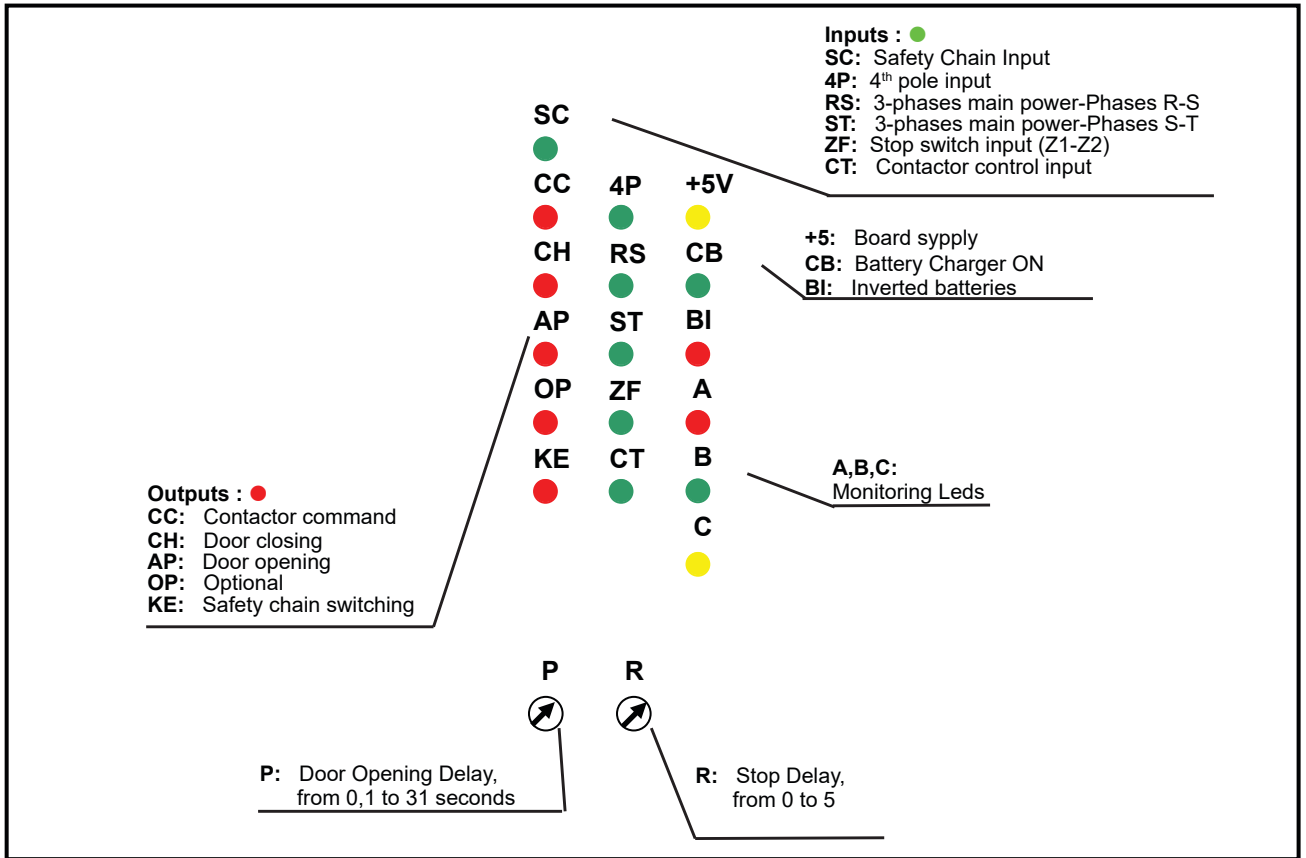 Inputs :
SC: Safety Chain Input
4P: 4th pole input
RS: 3-phases main power-Phases R-S
ST: 3-phases main power-Phases S-T
ZF: Stop switch input (Z1-Z2)
CT: Contactor control input
SC
CC 4P +5V
CH RS CB
AP ST BI
OP ZF A
KE CT B
C
+5: Board sypply
CB: Battery Charger ON
BI: Inverted batteries
A,B,C:
Monitoring Leds
Outputs :
CC: Contactor command
CH: Door closing
AP: Door opening
OP: Optional
KE: Safety chain switching
P R
P: Door Opening Delay,
from 0,1 to 31 seconds
R: Stop Delay,
from 0 to 5